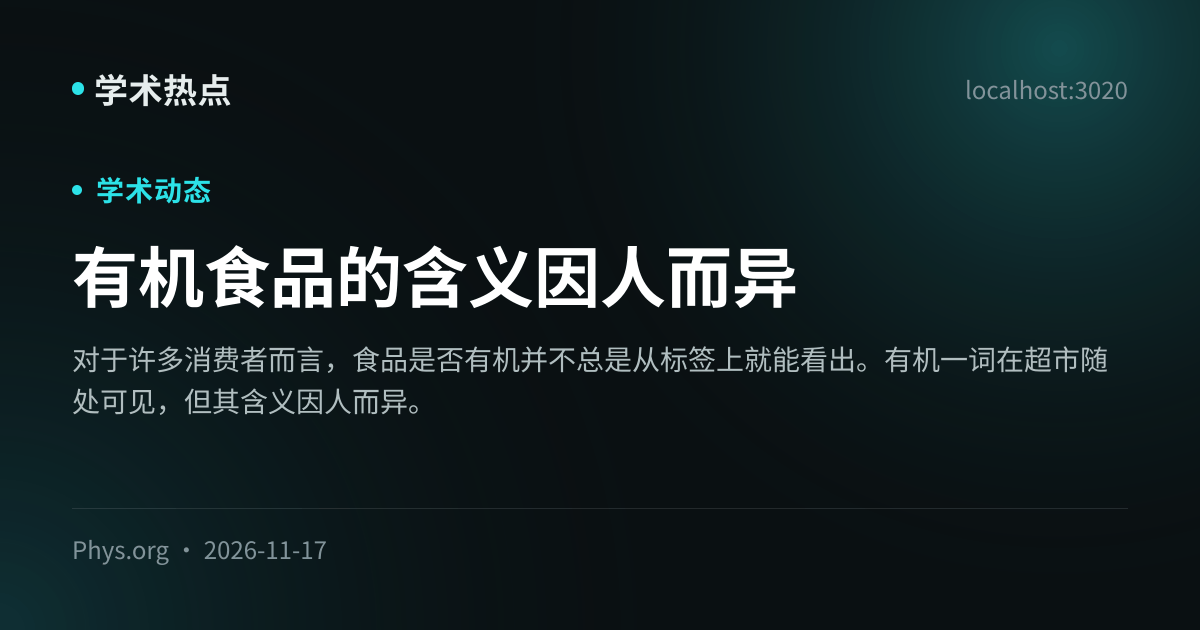 学术热点
localhost:3020
学术动态
有机食品的含义因人而异
对于许多消费者而言，食品是否有机并不总是从标签上就能看出。有机一词在超市随
处可见，但其含义因人而异。
Phys.org • 2026-11-17